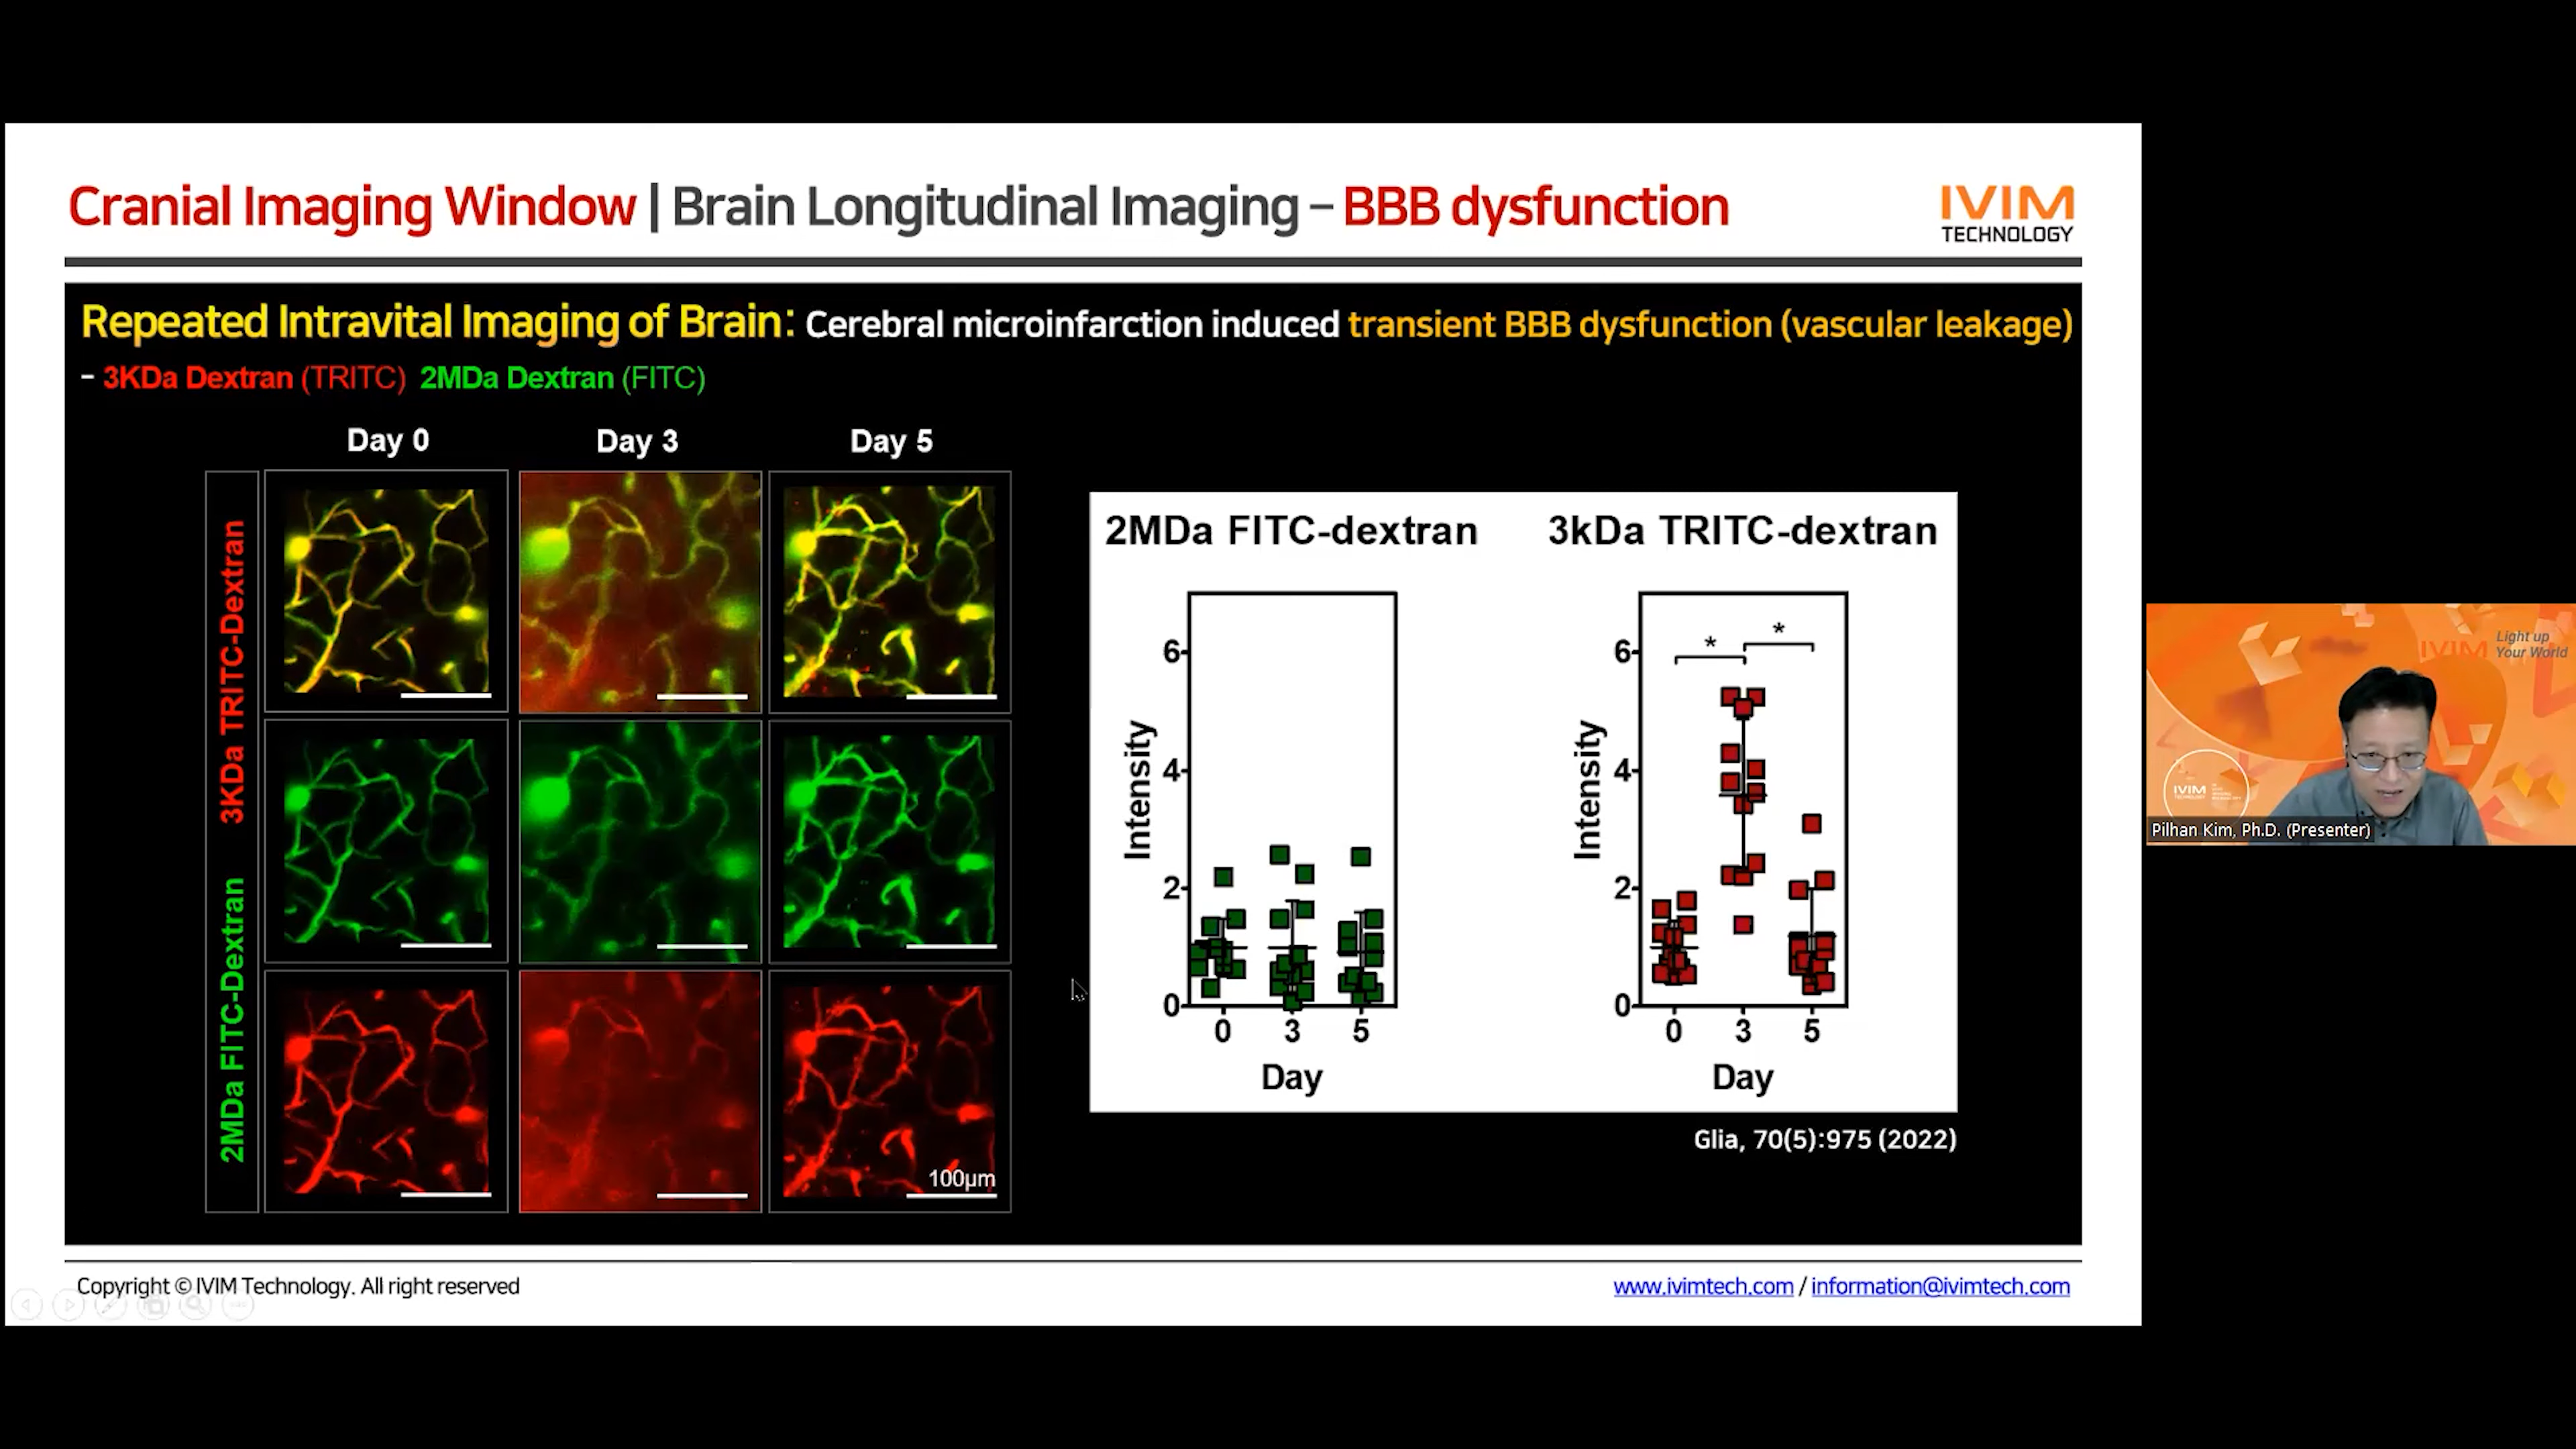 Cranial Imaging Window | Brain Longitudinal Imaging – BBB dysfunction
IVIM
TECHNOLOGY
Repeated Intravital Imaging of Brain: Cerebral microinfarction induced transient BBB dysfunction (vascular leakage)
– 3KDa Dextran (TRITC) 2MDa Dextran (FITC)
Day 0 Day 3 Day 5
3KDa TRITC-Dextran
2MDa FITC-Dextran
100µm
2MDa FITC-dextran
Intensity
6
4
2
0
0 3 5
Day
3kDa TRITC-dextran
Intensity
6
4
2
0
* *
0 3 5
Day
Glia, 70(5):975 (2022)
Copyright © IVIM Technology. All right reserved
www.ivimtech.com / information@ivimtech.com
IVIM
Light up
Your World
IVIM
Pilhan Kim, Ph.D. (Presenter)